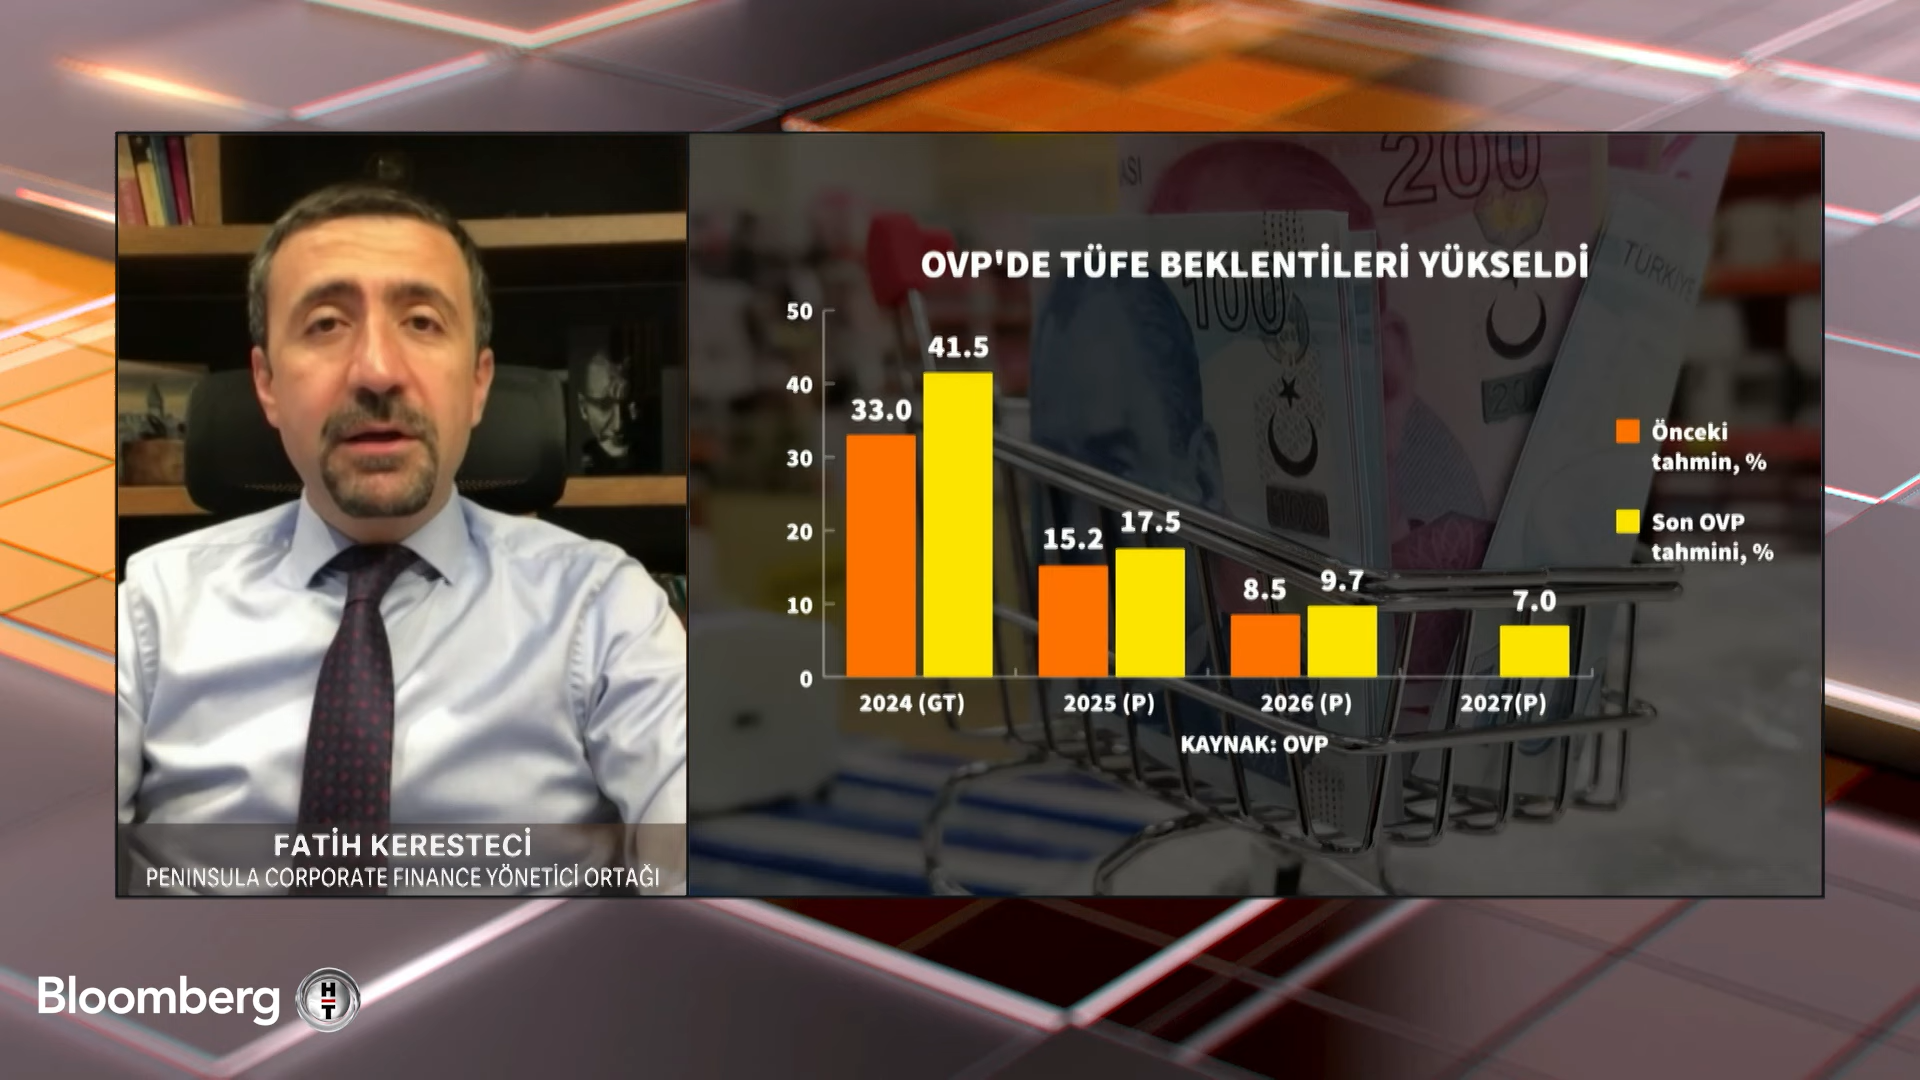 200
ASI
TÜRKİYE
OVP'DE TÜFE BEKLENTİLERİ YÜKSELDİ
100
50
40
30
20
10
0
33.0
41.5
15.2
17.5
8.5
9.7
7.0
2024 (GT)
2025 (P)
2026 (P)
2027(P)
KAYNAK: OVP
Önceki
tahmin, %
Son OVP
tahmini, %
FATİH KERESTECİ
PENINSULA CORPORATE FINANCE YÖNETİCİ ORTAĞI
Bloomberg HT